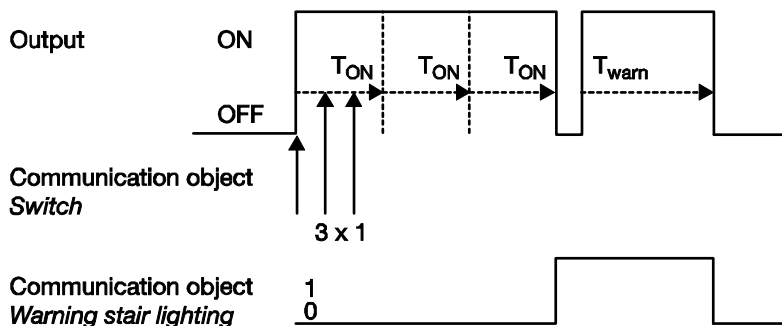 Output ON
T_ON T_ON T_ON T_warn
OFF
Communication object
Switch
3 x 1
Communication object 1
Warning stair lighting 0